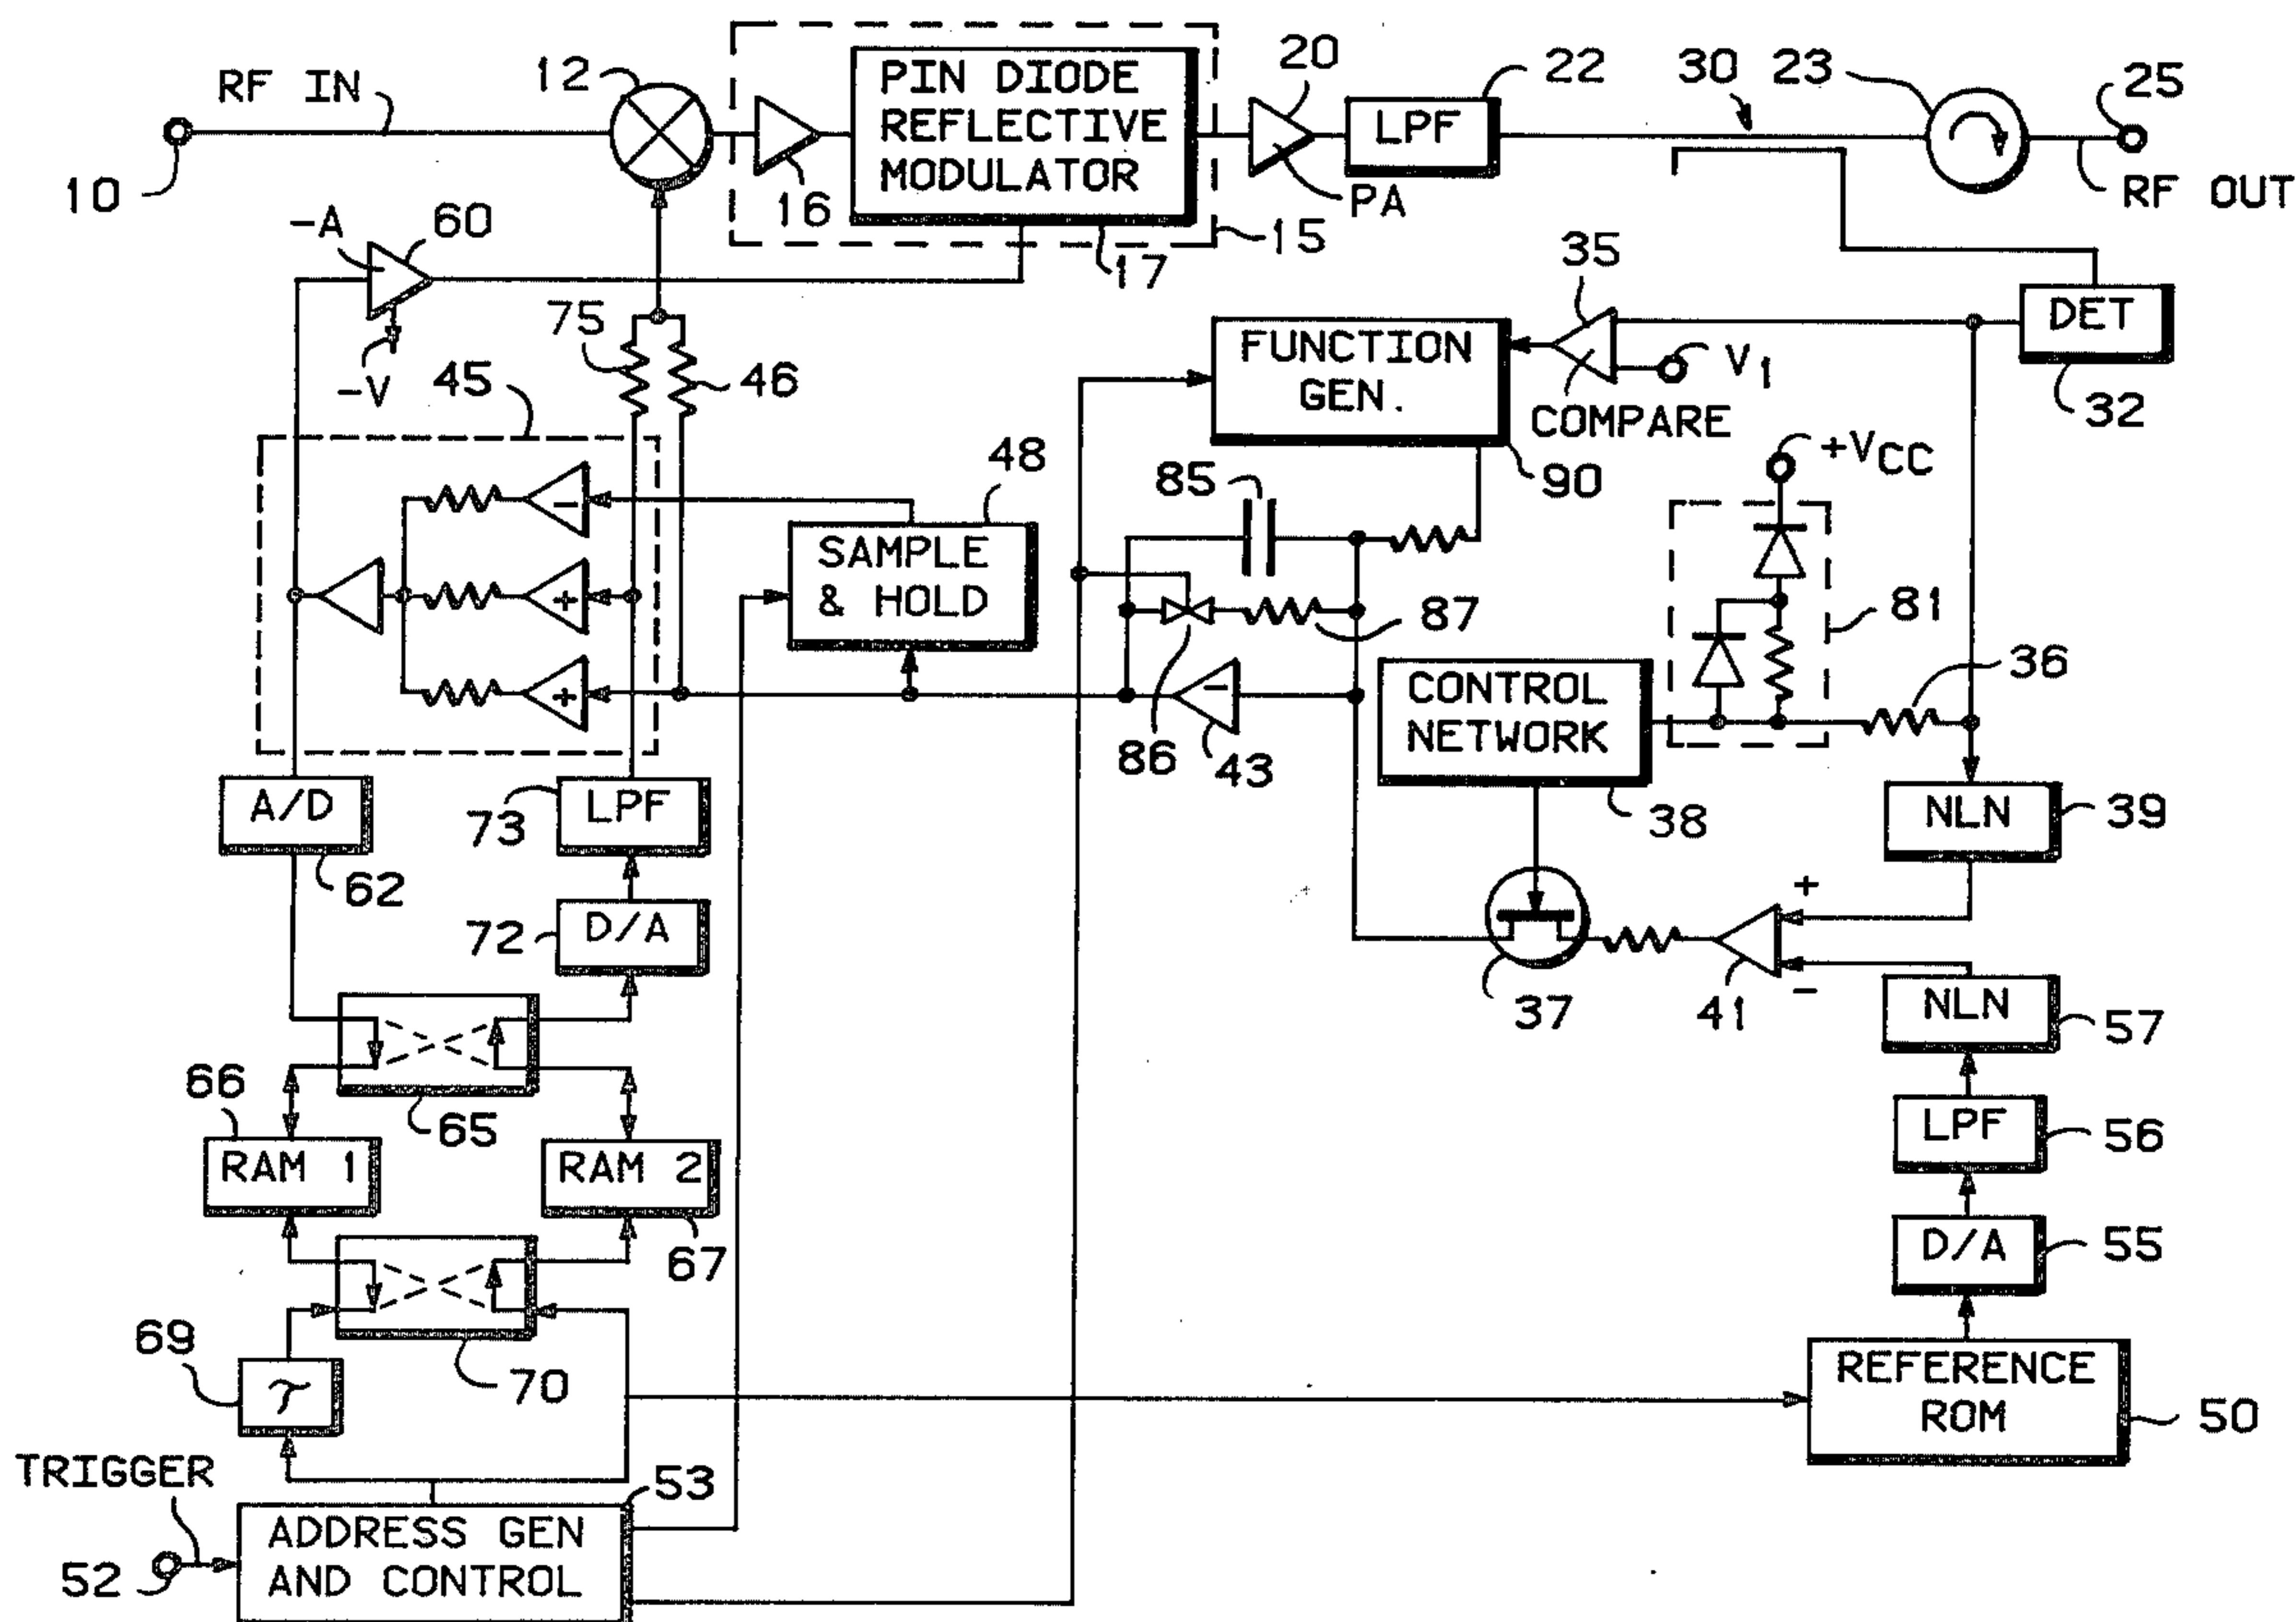 RF IN
10
12
16
PIN DIODE
REFLECTIVE
MODULATOR
17
15
20
PA
22
LPF
30
23
25
RF OUT
-A
60
-V
75
46
45
35
FUNCTION
GEN.
90
COMPARE
V1
DET
32
+VCC
81
36
48
SAMPLE
& HOLD
85
87
86
43
CONTROL
NETWORK
38
NLN
39
A/D
62
73
LPF
72
D/A
37
+
-
41
NLN
57
LPF
56
D/A
55
-
+
+
-
65
66
RAM 1
RAM 2
67
70
69
τ
REFERENCE
ROM
50
TRIGGER
52
53
ADDRESS GEN
AND CONTROL